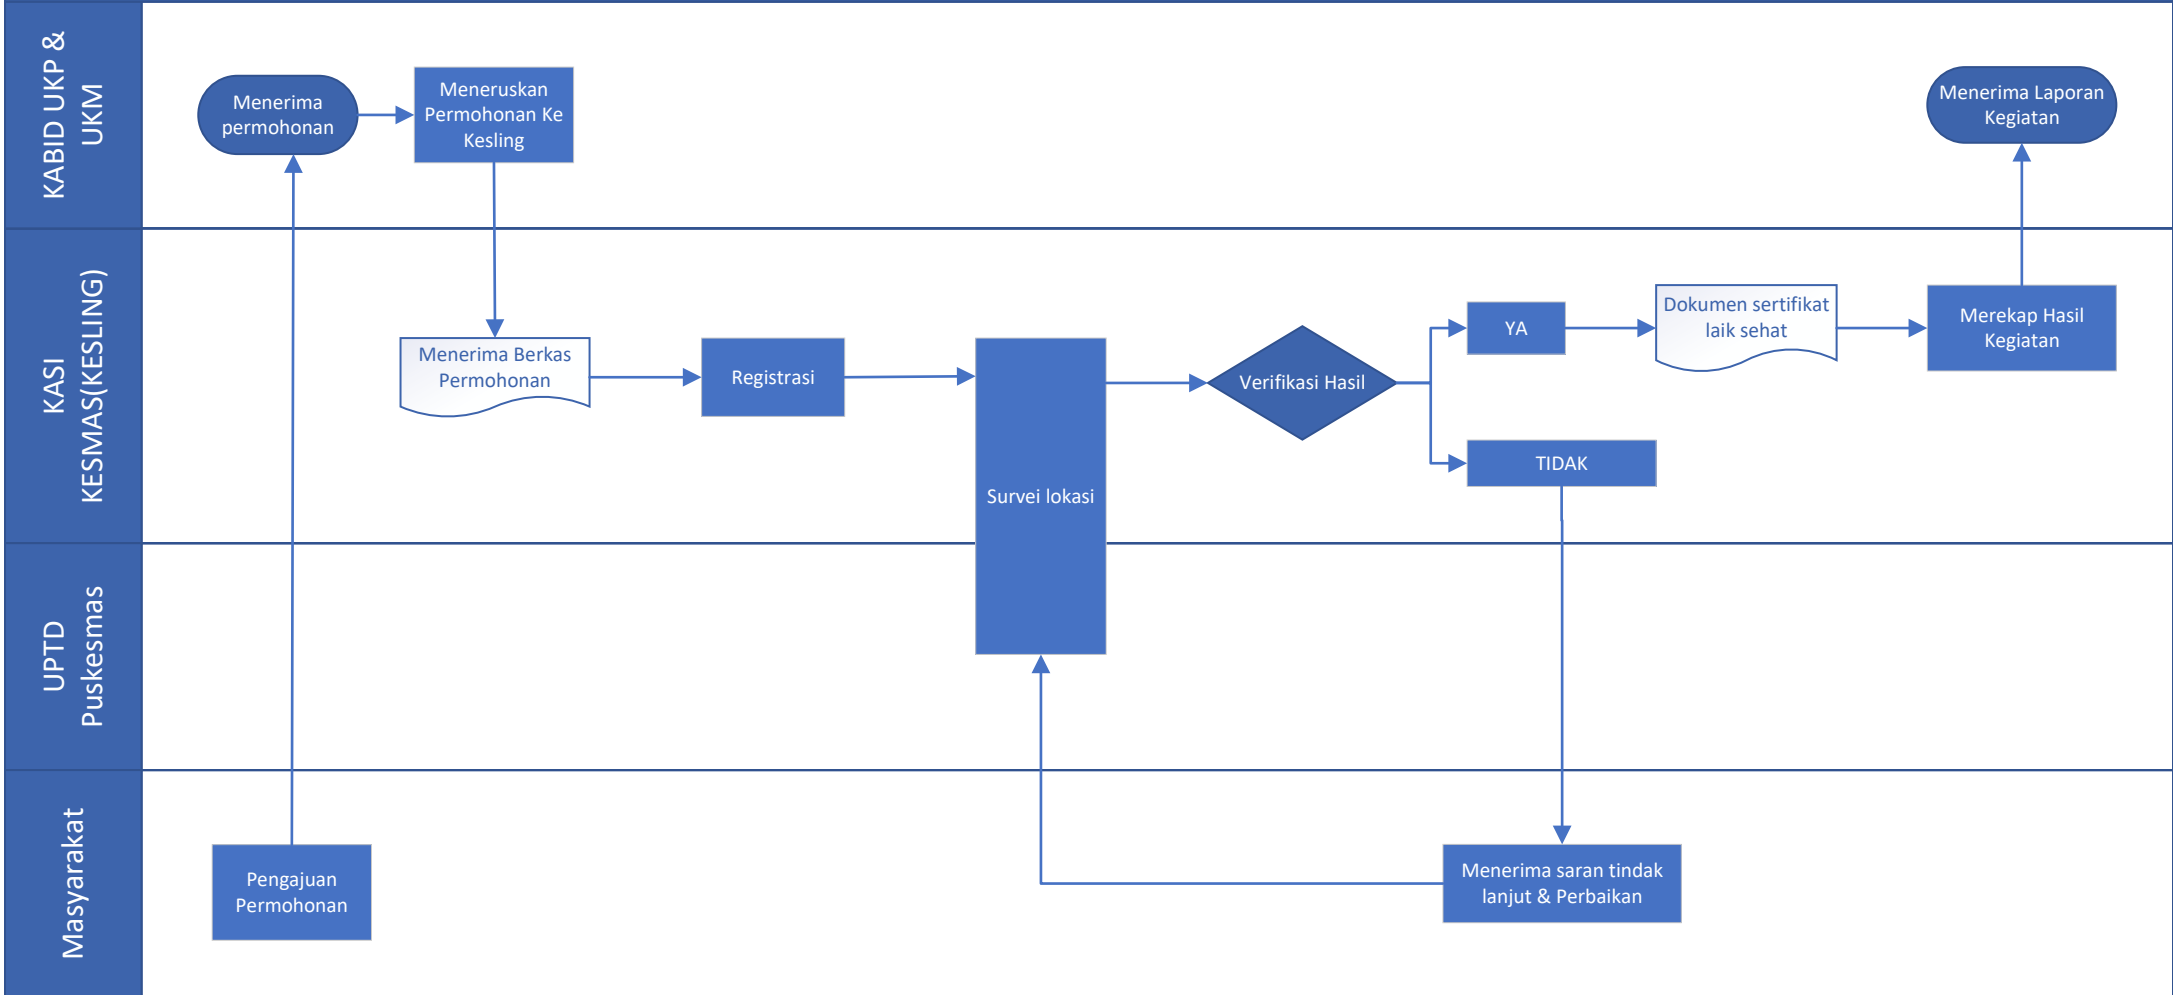 KABID UKP &
UKM
Menerima
permohonan
Meneruskan
Permohonan Ke
Kesling
Menerima Laporan
Kegiatan
KASI
KESMAS(KESLING)
Menerima Berkas
Permohonan
Registrasi
Survei lokasi
Verifikasi Hasil
YA
TIDAK
Dokumen sertifikat
laik sehat
Merekap Hasil
Kegiatan
UPTD
Puskesmas
Masyarakat
Pengajuan
Permohonan
Menerima saran tindak
lanjut & Perbaikan